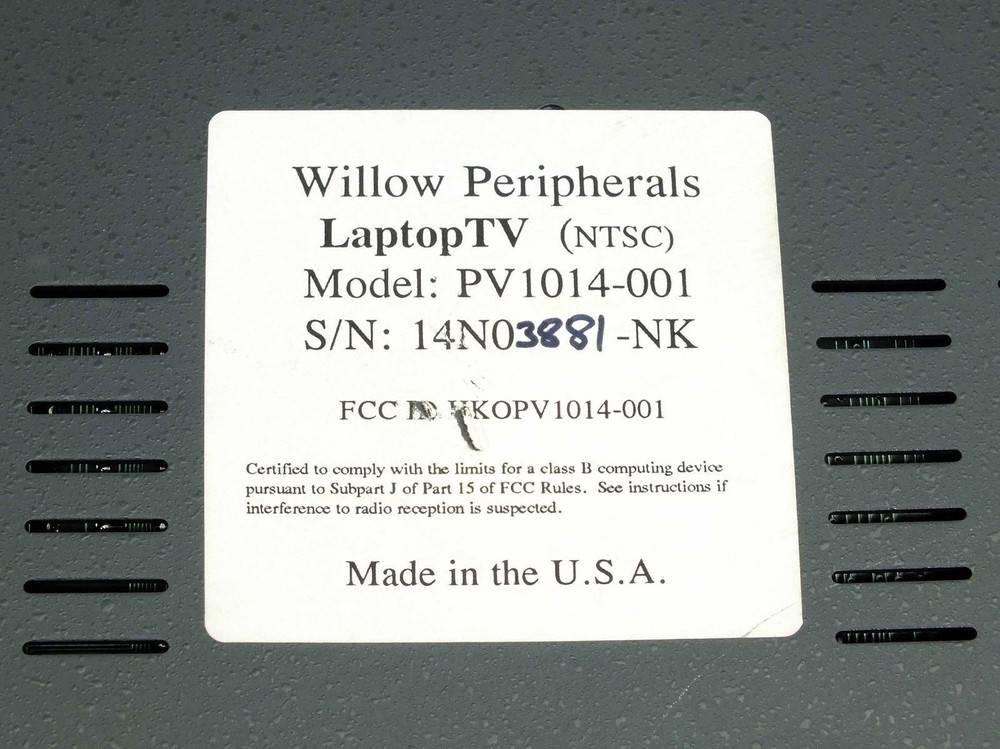 Willow Peripherals
LaptopTV (NTSC)
Model: PV1014-001
S/N: 14N03881-NK
FCC ID HKOPV1014-001
Certified to comply with the limits for a class B computing device
pursuant to Subpart J of Part 15 of FCC Rules. See instructions if
interference to radio reception is suspected.
Made in the U.S.A.